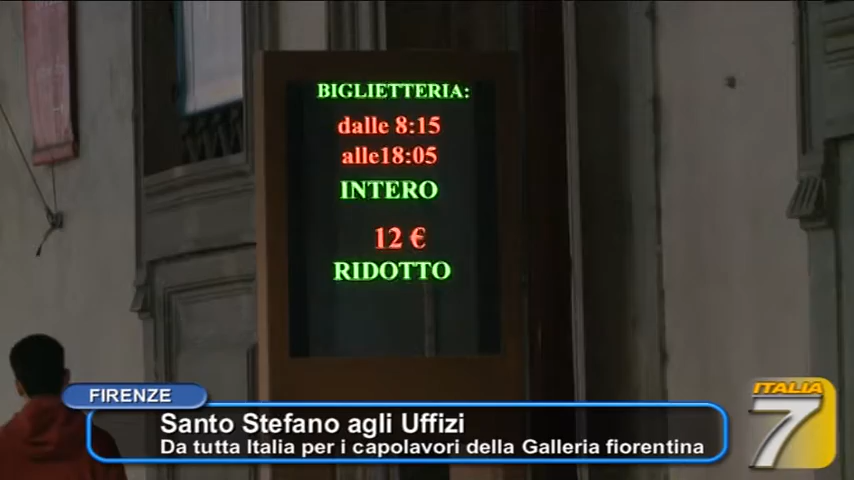 BIGLIETTERIA:
dalle 8:15
alle18:05
INTERO
12 €
RIDOTTO
FIRENZE
Santo Stefano agli Uffizi
Da tutta Italia per i capolavori della Galleria fiorentina
ITALIA
7